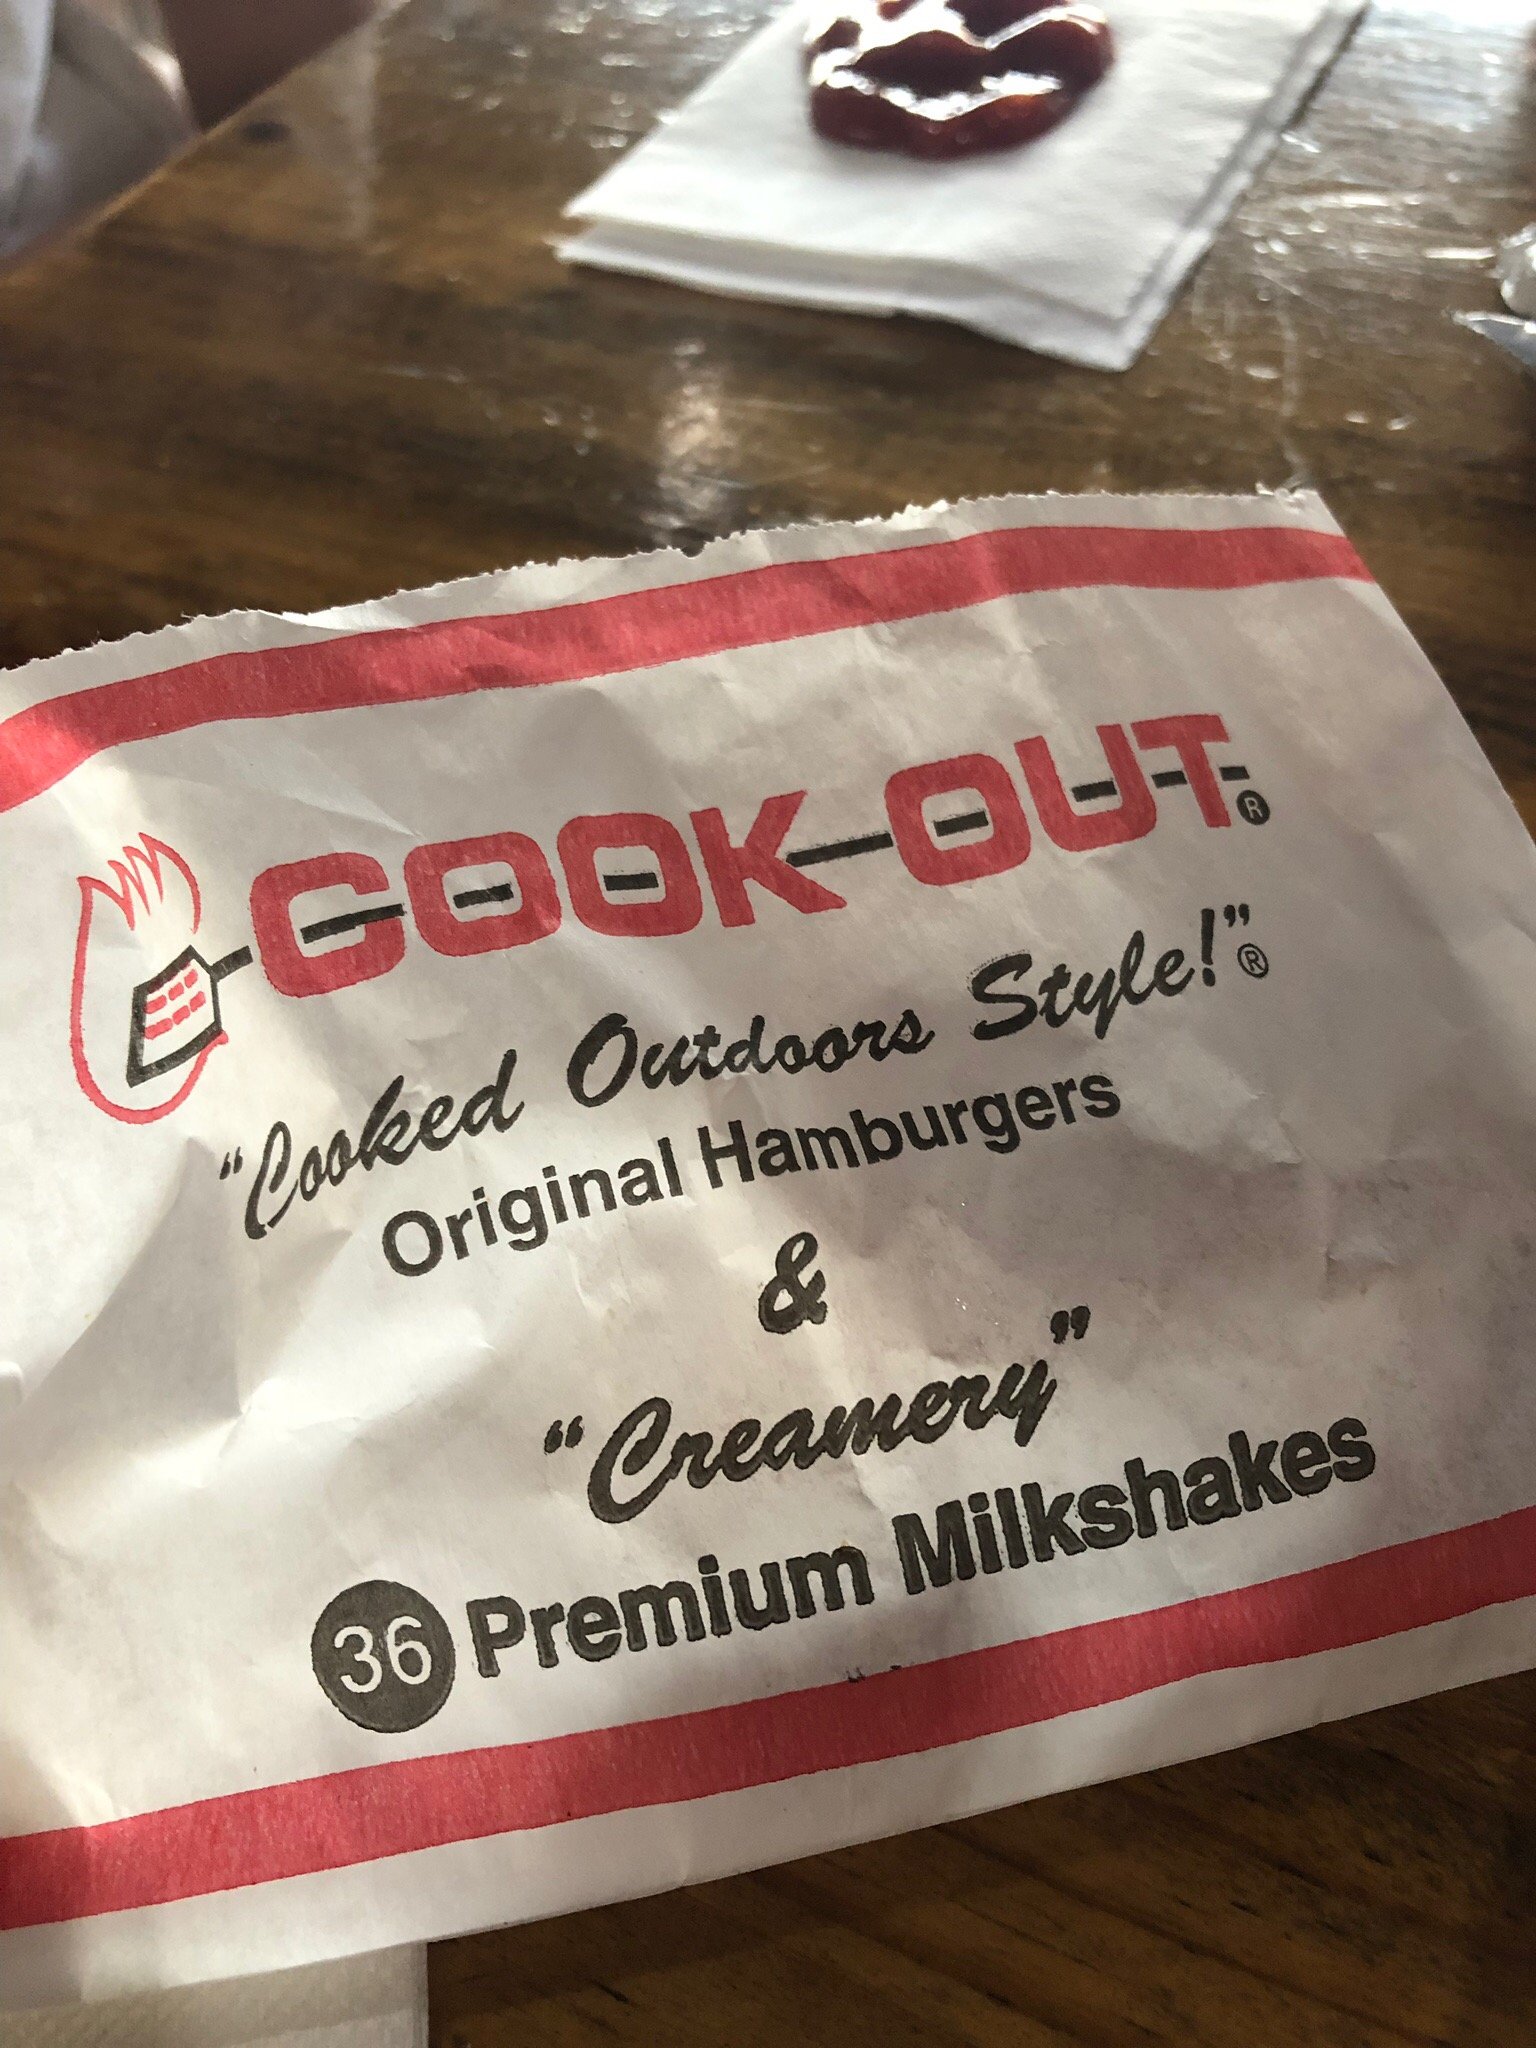 COOK OUT®
“Cooked Outdoors Style!”®
Original Hamburgers
&
“Creamery”
36 Premium Milkshakes